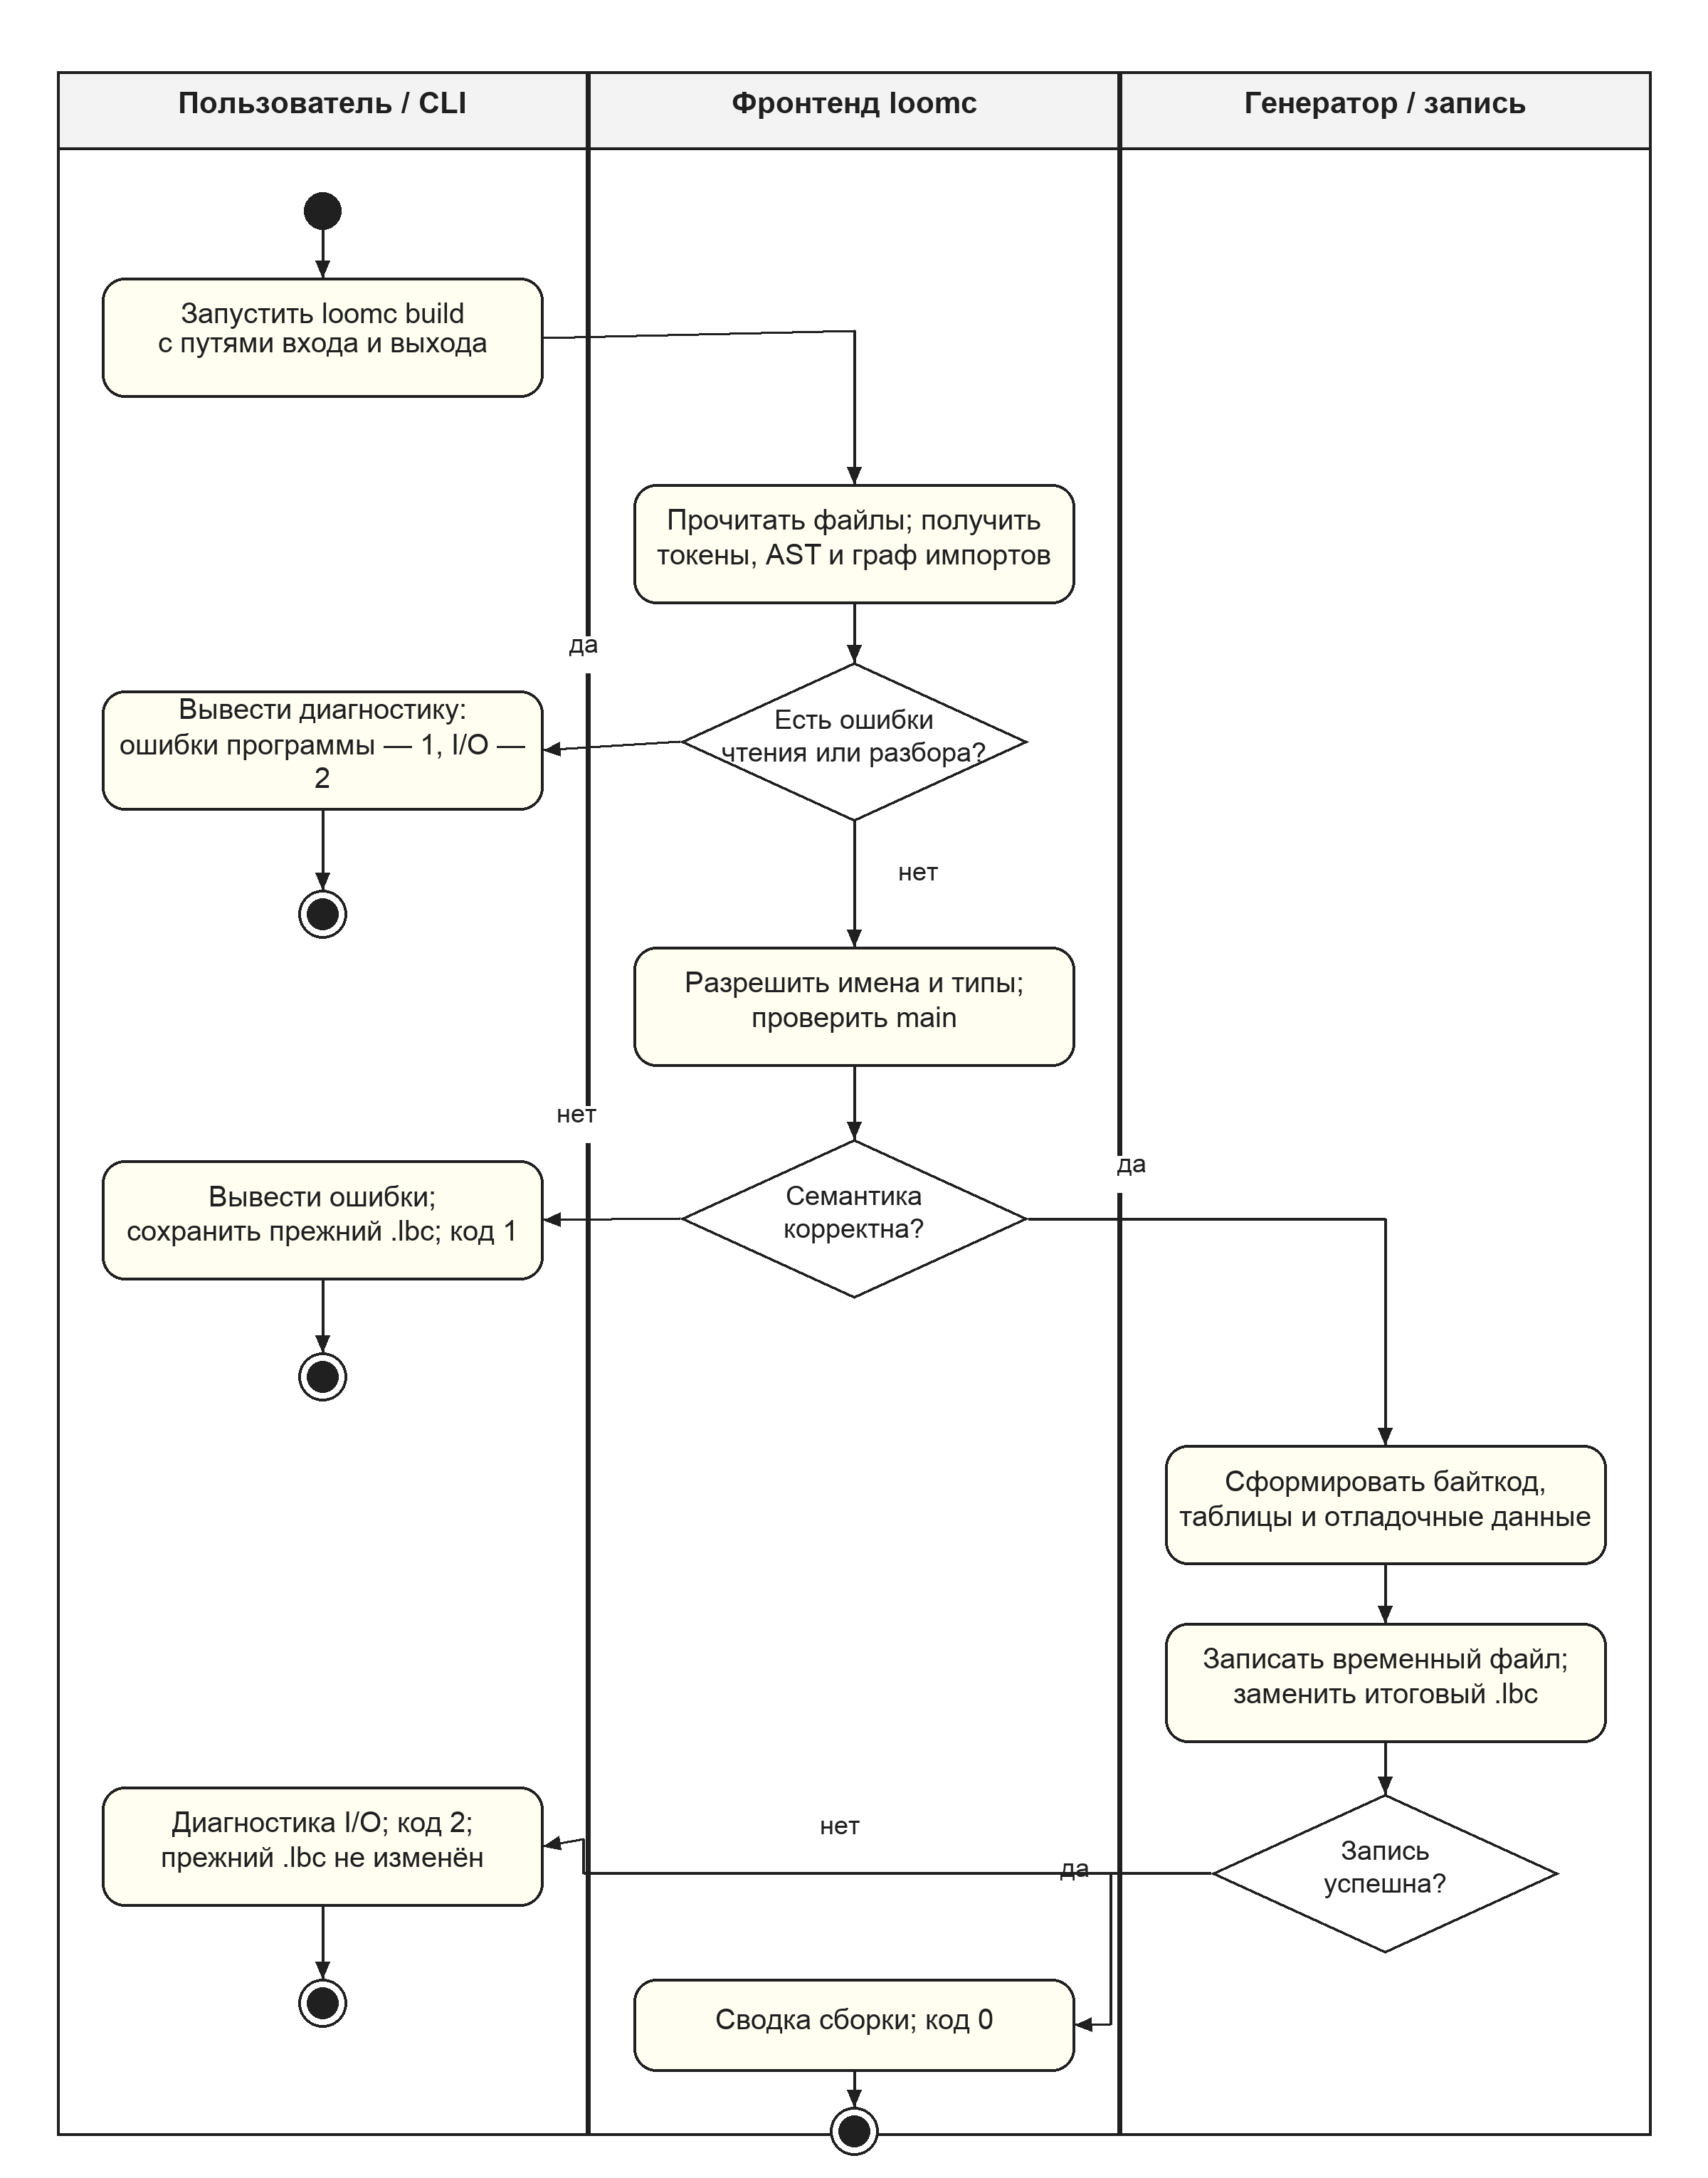 Пользователь / CLI
Фронтенд loomc
Генератор / запись
Запустить loomc build
с путями входа и выхода
Прочитать файлы; получить
токены, AST и граф импортов
да
Вывести диагностику:
ошибки программы — 1, I/O —
2
Есть ошибки
чтения или разбора?
нет
Разрешить имена и типы;
проверить main
нет
да
Вывести ошибки;
сохранить прежний .lbc; код 1
Семантика
корректна?
Сформировать байткод,
таблицы и отладочные данные
Записать временный файл;
заменить итоговый .lbc
Диагностика I/O; код 2;
прежний .lbc не изменён
нет
да
Запись
успешна?
Сводка сборки; код 0